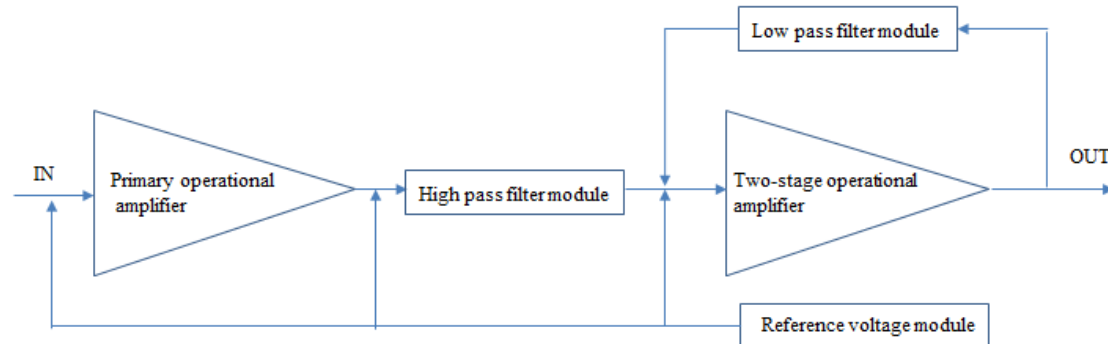 Low pass filter module
IN
Primary operational
amplifier
High pass filter module
Two-stage operational
amplifier
OUT
Reference voltage module